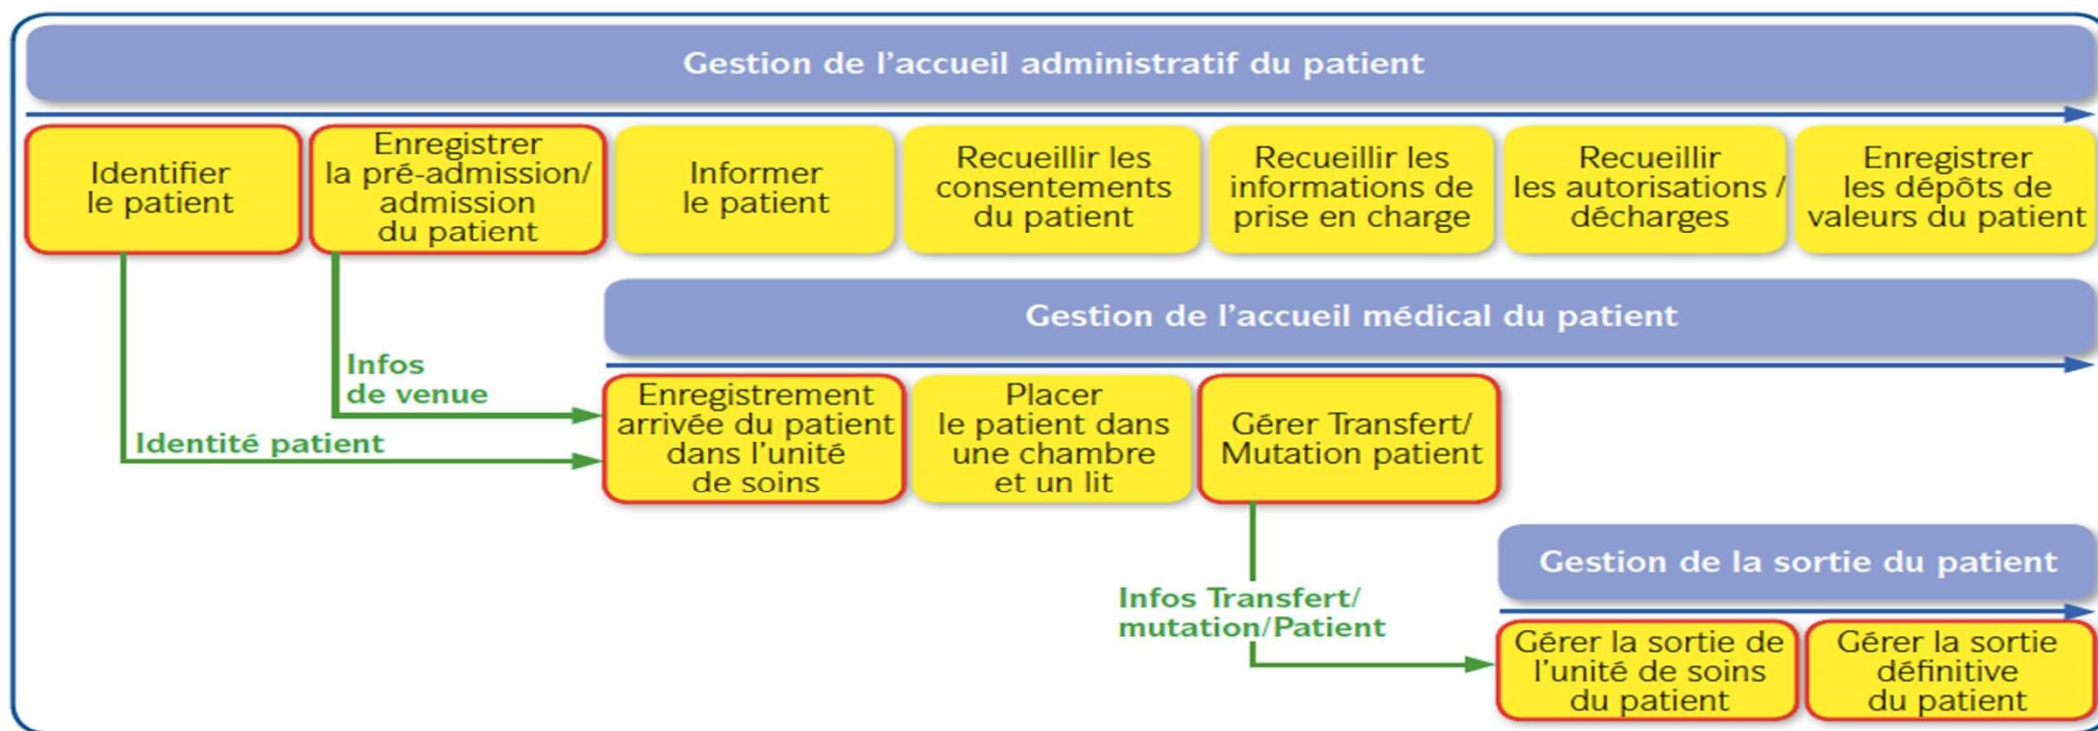 Gestion de l'accueil administratif du patient
Identifier
le patient
Enregistrer
la pré-admission/
admission
du patient
Informer
le patient
Recueillir les
consentements
du patient
Recueillir les
informations de
prise en charge
Recueillir
les autorisations /
décharges
Enregistrer
les dépôts de
valeurs du patient
Gestion de l'accueil médical du patient
Infos
de venue
Identité patient
Enregistrement
arrivée du patient
dans l'unité
de soins
Placer
le patient dans
une chambre
et un lit
Gérer Transfert/
Mutation patient
Gestion de la sortie du patient
Infos Transfert/
mutation/Patient
Gérer la sortie de
l'unité de soins
du patient
Gérer la sortie
définitive
du patient